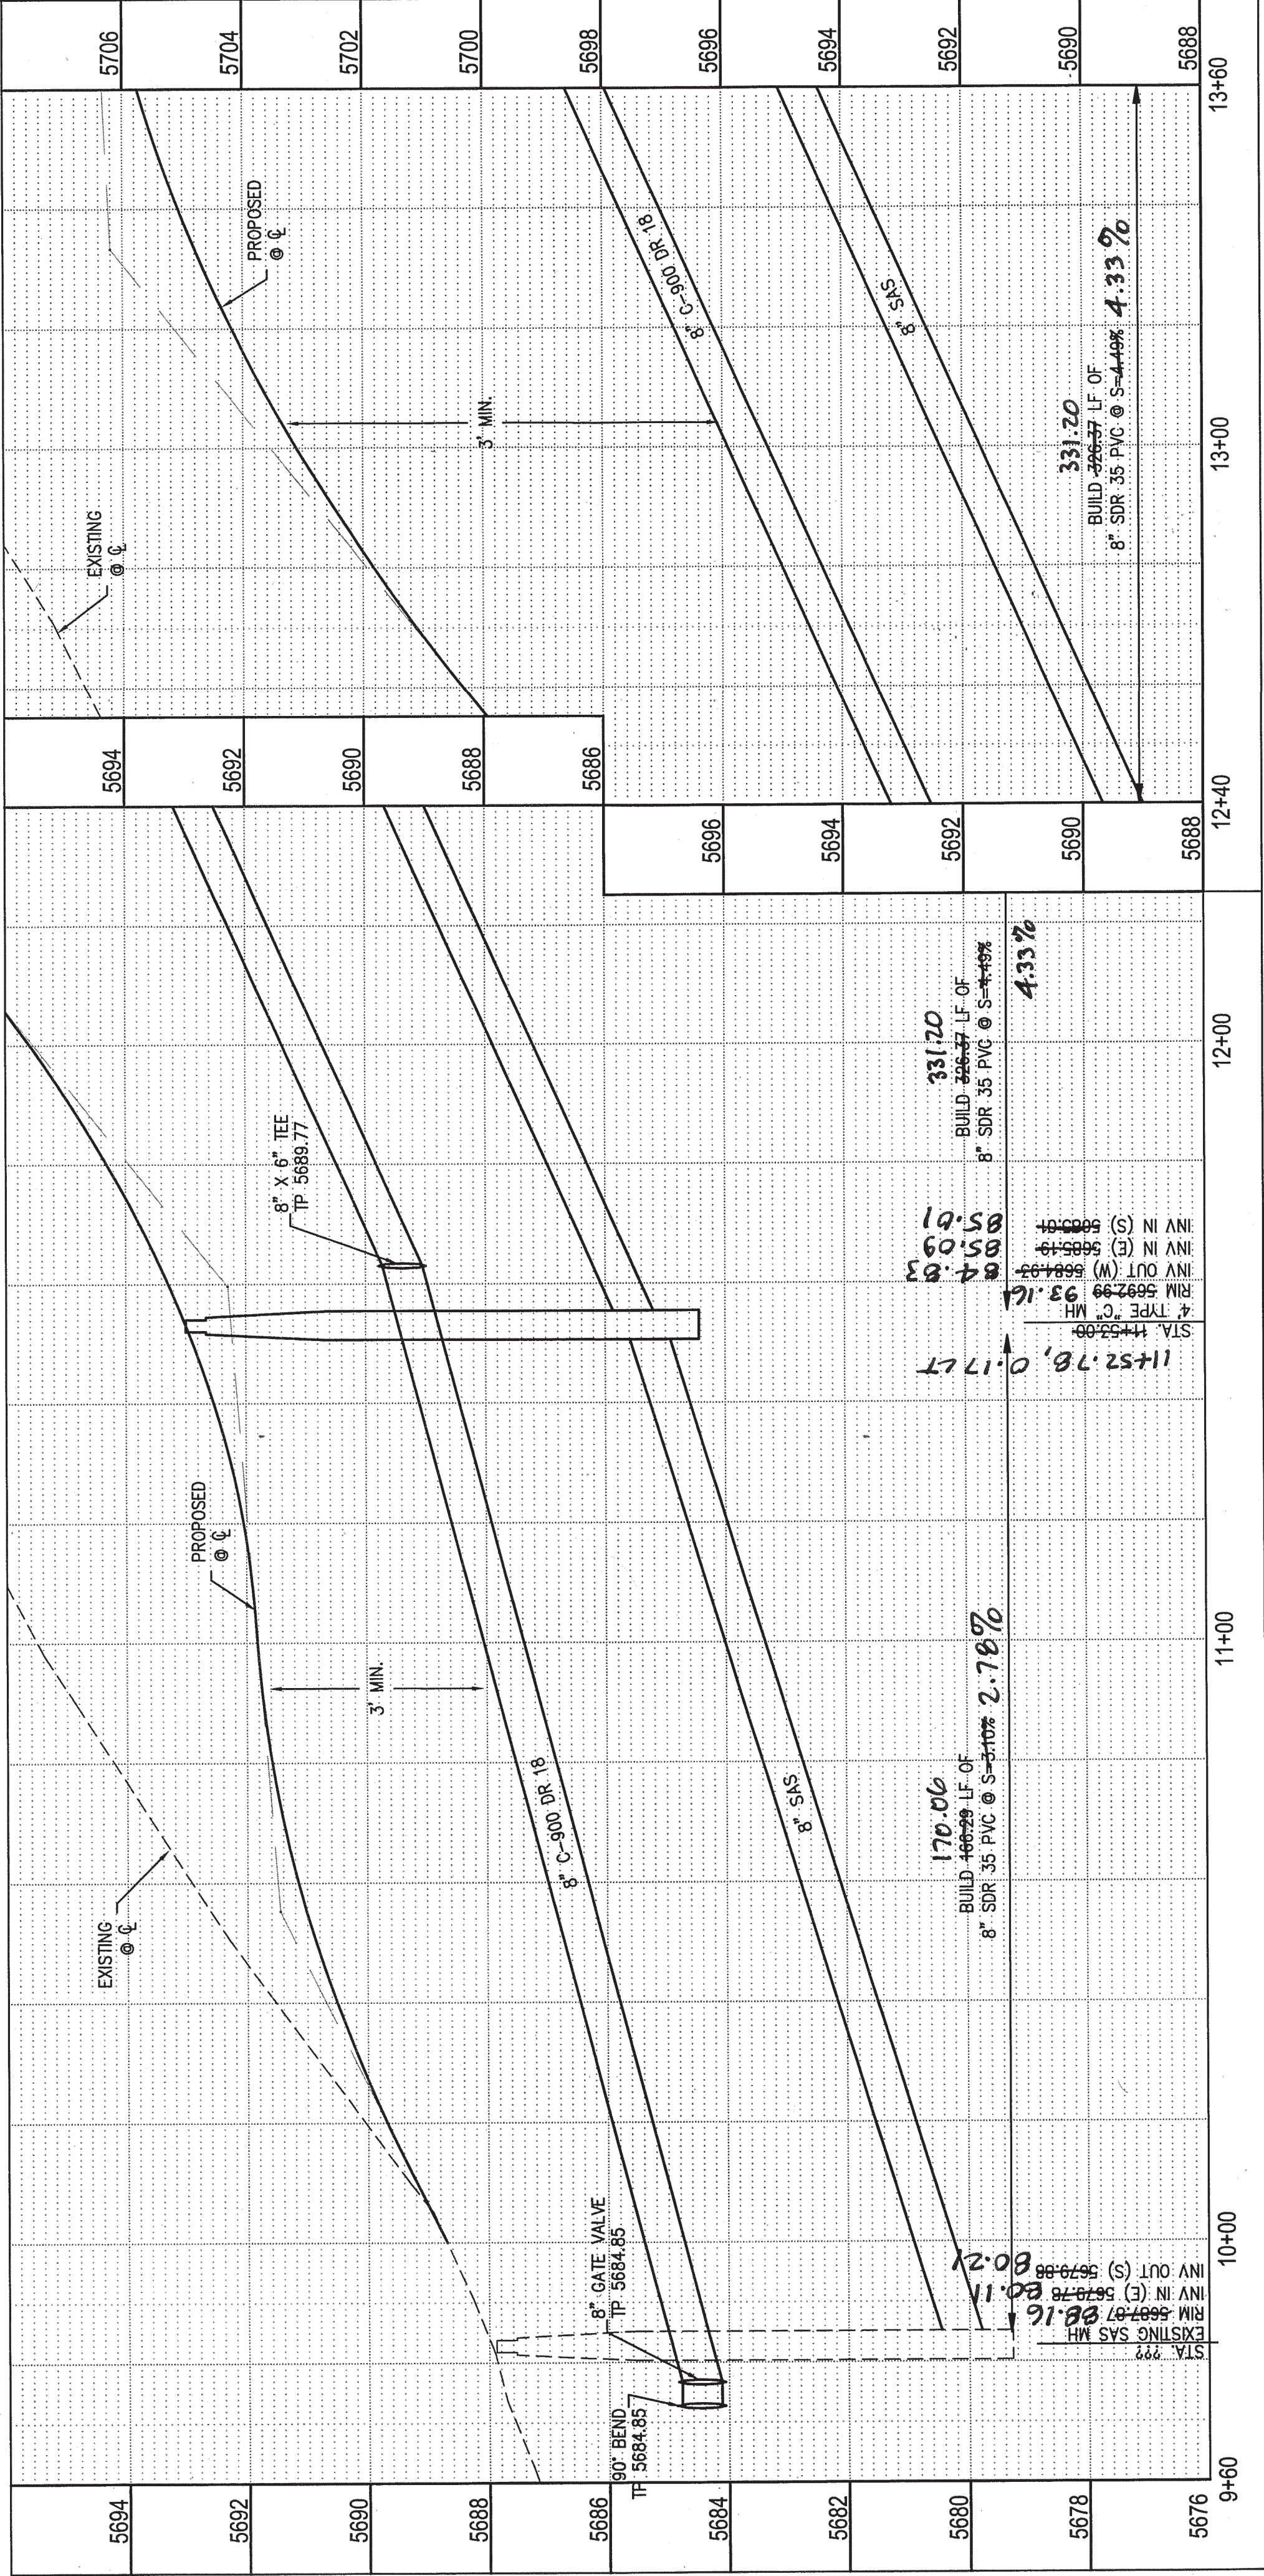 5694
5692
5690
5688
5686
5684
5682
5680
5678
5676
9+60
10+00
11+00
12+00
EXISTING
@ ℄
PROPOSED
@ ℄
3' MIN.
8" C-900 DR 18
8" SAS
90° BEND
TP 5684.85
8" GATE VALVE
TP 5684.85
8" X 6" TEE
TP 5689.77
STA. ???
EXISTING SAS MH
RIM 5687.87 88.16
INV IN (E) 5679.78 80.11
INV OUT (S) 5679.88 80.21
170.06
BUILD 166.29 LF OF
8" SDR 35 PVC @ S=3.10% 2.78%
11+52.78, 0.17 LT
STA. 11+53.00
4' TYPE "C" MH
RIM 5692.99 93.16
INV OUT (W) 5684.93 84.83
INV IN (E) 5685.19 85.09
INV IN (S) 5685.01 85.01
331.20
BUILD 326.37 LF OF
8" SDR 35 PVC @ S=4.49%
4.33%
5694
5692
5690
5688
5686
5696
5694
5692
5690
5688
12+40
13+00
13+60
EXISTING
@ ℄
PROPOSED
@ ℄
3' MIN.
8" C-900 DR 18
8" SAS
331.20
BUILD 326.37 LF OF
8" SDR 35 PVC @ S=4.49% 4.33%
5706
5704
5702
5700
5698
5696
5694
5692
5690
5688